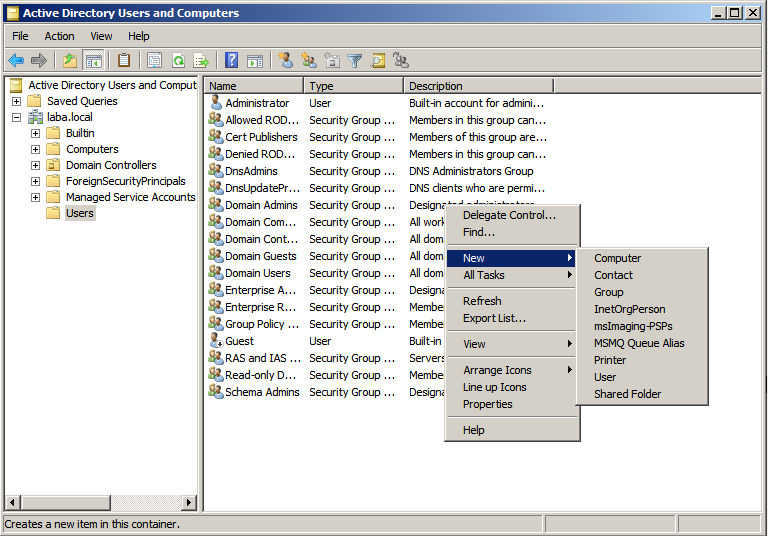 Active Directory Users and Computers
File Action View Help
Active Directory Users and Comput
Saved Queries
laba.local
Builtin
Computers
Domain Controllers
ForeignSecurityPrincipals
Managed Service Accounts
Users
Name Type Description
Administrator User Built-in account for admini...
Allowed ROD... Security Group ... Members in this group can...
Cert Publishers Security Group ... Members of this group are...
Denied ROD... Security Group ... Members in this group can...
DnsAdmins Security Group ... DNS Administrators Group
DnsUpdatePr... Security Group ... DNS clients who are permi...
Domain Admins Security Group ... Designated administrators
Domain Com... Security Group ... All work
Domain Cont... Security Group ... All dom
Domain Guests Security Group ... All dom
Domain Users Security Group ... All dom
Enterprise A... Security Group ... Designa
Enterprise R... Security Group ... Member
Group Policy ... Security Group ... Member
Guest User Built-in
RAS and IAS ... Security Group ... Servers
Read-only D... Security Group ... Member
Schema Admins Security Group ... Designa
Delegate Control...
Find...
New
All Tasks
Refresh
Export List...
View
Arrange Icons
Line up Icons
Properties
Help
Computer
Contact
Group
InetOrgPerson
msImaging-PSPs
MSMQ Queue Alias
Printer
User
Shared Folder
Creates a new item in this container.